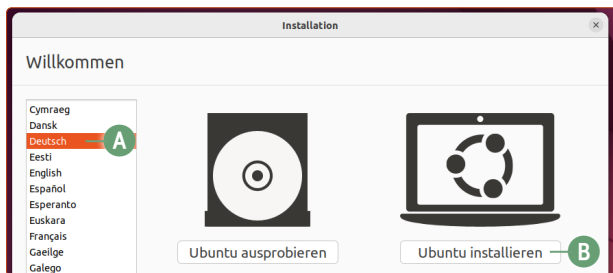 Installation
Willkommen
Cymraeg
Dansk
Deutsch
A
Eesti
English
Español
Esperanto
Euskara
Français
Gaeilge
Galego
Ubuntu ausprobieren
Ubuntu installieren
B